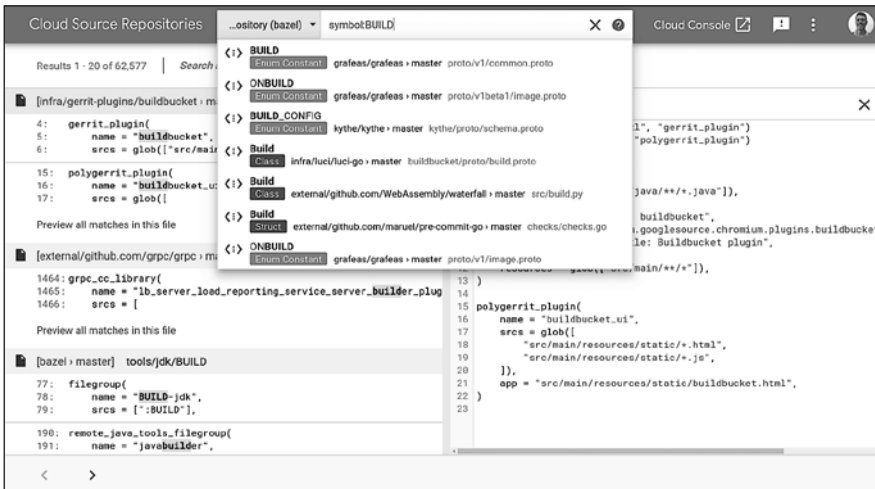 Cloud Source Repositories
...ository (bazel)
symbol:BUILD
Cloud Console
Results 1 - 20 of 62,577
Search
BUILD
Enum Constant grafeas/grafeas › master proto/v1/common.proto
ONBUILD
Enum Constant grafeas/grafeas › master proto/v1beta1/image.proto
BUILD_CONFIG
Enum Constant kythe/kythe › master kythe/proto/schema.proto
Build
Class infra/luci/luci-go › master buildbucket/proto/build.proto
Build
Class external/github.com/WebAssembly/waterfall › master src/build.py
Build
Struct external/github.com/maruel/pre-commit-go › master checks/checks.go
ONBUILD
Enum Constant grafeas/grafeas › master proto/v1/image.proto
[infra/gerrit-plugins/buildbucket › m
4: gerrit_plugin(
5: name = "buildbucket",
6: srcs = glob(["src/mai
15: polygerrit_plugin(
16: name = "buildbucket_u
17: srcs = glob([
Preview all matches in this file
[external/github.com/grpc/grpc › m
1464: grpc_cc_library(
1465: name = "lb_server_load_reporting_service_server_builder_plug
1466: srcs = [
Preview all matches in this file
[bazel › master] tools/jdk/BUILD
77: filegroup(
78: name = "BUILD-jdk",
79: srcs = [":BUILD"],
190: remote_java_tools_filegroup(
191: name = "javabuilder",
l", "gerrit_plugin")
"polygerrit_plugin")
java/**/*.java"]),
buildbucket",
.googlesource.chromium.plugins.buildbucket
le: Buildbucket plugin",
main/**/*"]),
13 )
14
15 polygerrit_plugin(
16 name = "buildbucket_ui",
17 srcs = glob([
18 "src/main/resources/static/*.html",
19 "src/main/resources/static/*.js",
20 ]),
21 app = "src/main/resources/static/buildbucket.html",
22 )
23